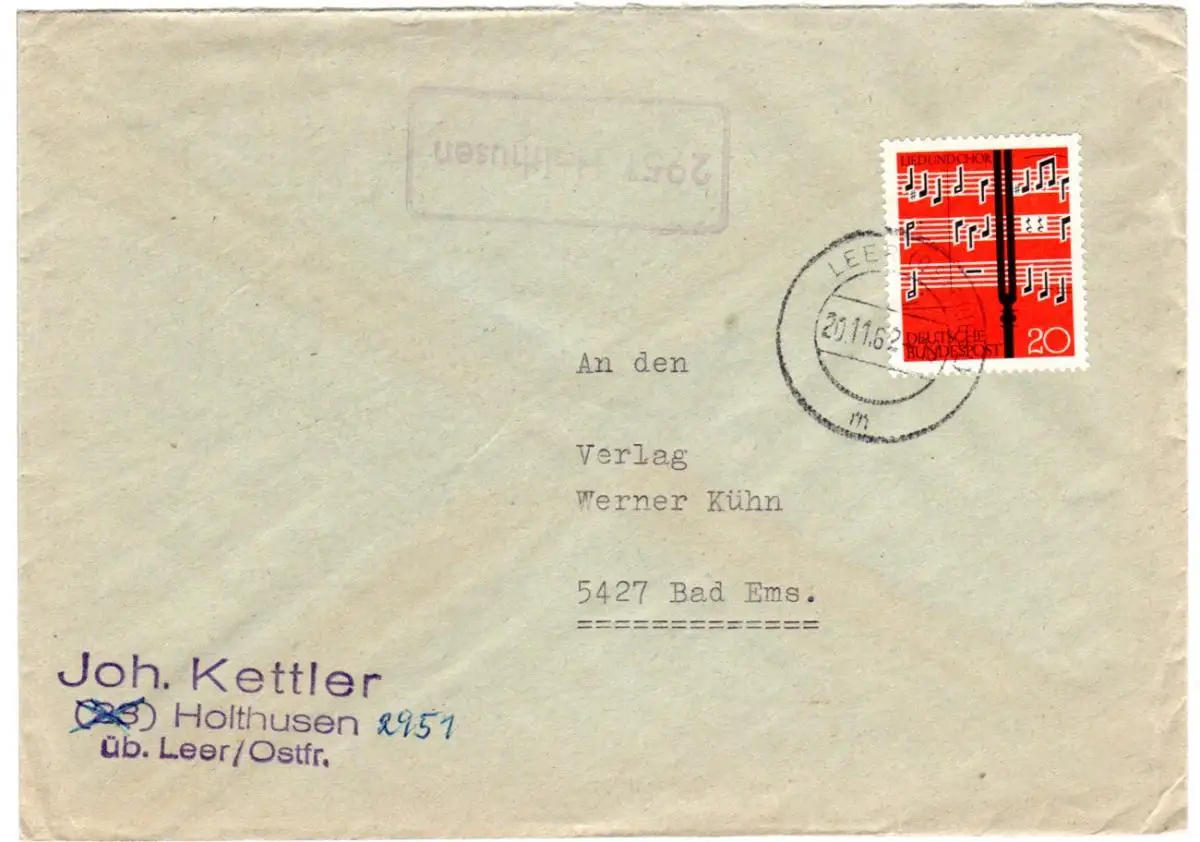 2951 Holthusen
LIED UND CHOR
DEUTSCHE
BUNDESPOST 20
LEER
20.11.62
m
An den
Verlag
Werner Kühn
5427 Bad Ems.
Joh. Kettler
(23) Holthusen 2951
üb. Leer/Ostfr.